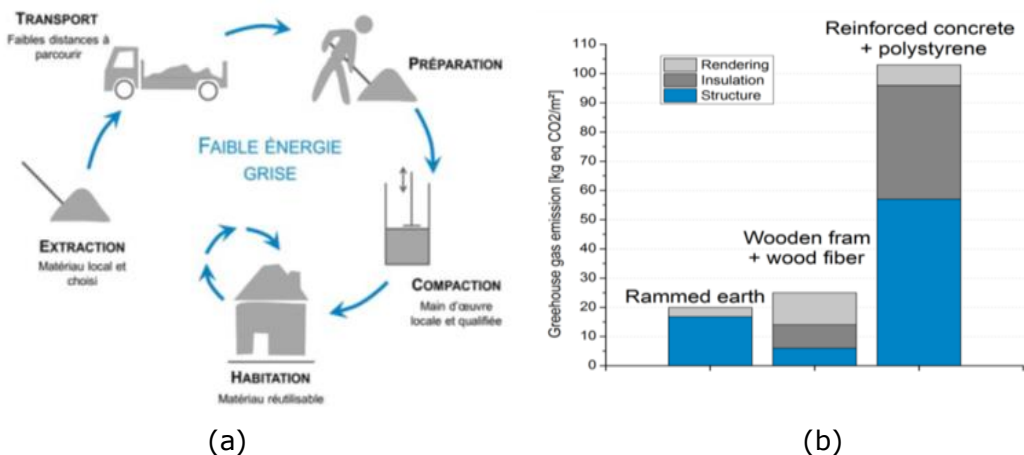 TRANSPORT
Faibles distances à
parcourir
PRÉPARATION
FAIBLE ÉNERGIE
GRISE
EXTRACTION
Matériau local et
choisi
COMPACTION
Main d'œuvre
locale et qualifiée
HABITATION
Matériau réutilisable
(a)
Reinforced concrete
+ polystyrene
Rendering
Insulation
Structure
Wooden fram
+ wood fiber
Rammed earth
Greehouse gas emission [kg eq CO2/m²]
110
100
90
80
70
60
50
40
30
20
10
0
(b)